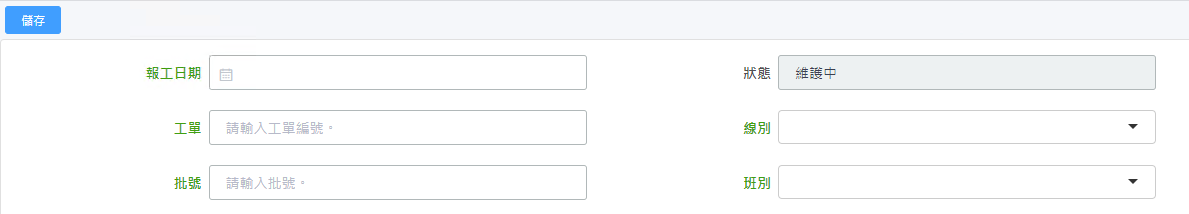 儲存
報工日期
狀態 維護中
工單 請輸入工單編號。
線別
批號 請輸入批號。
班別